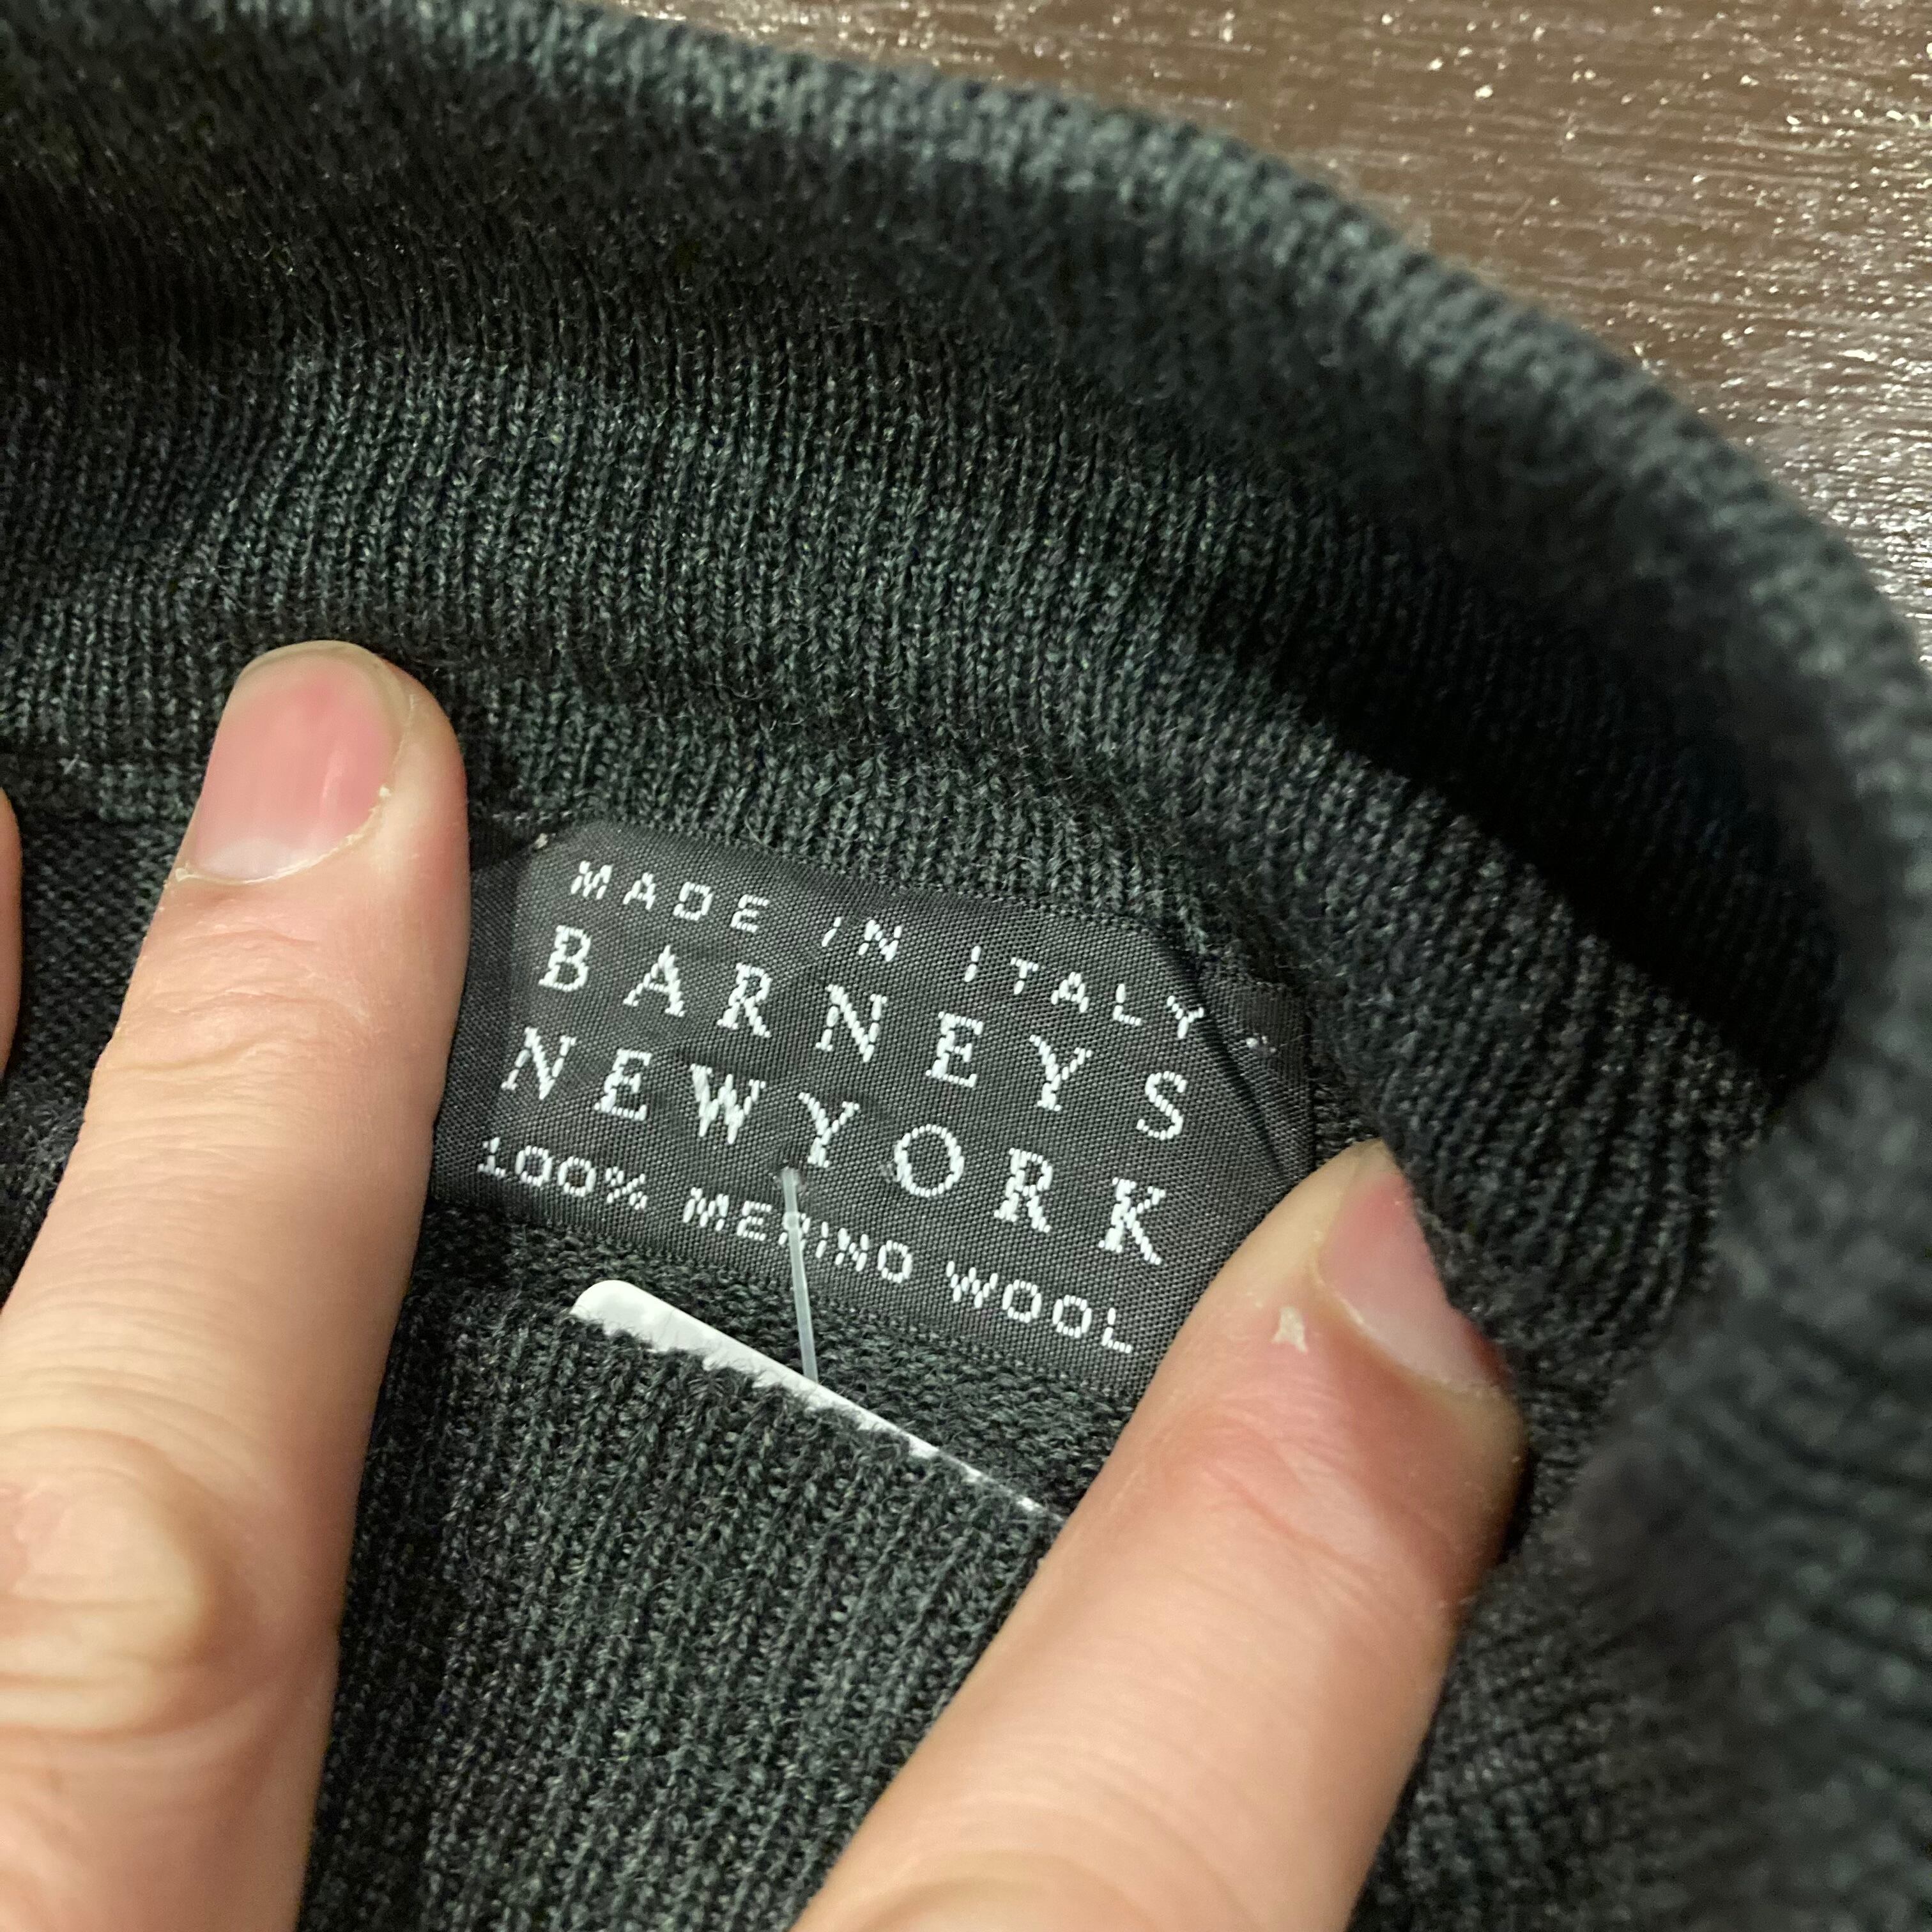 MADE IN ITALY
BARNEYS
NEWYORK
100% MERINO WOOL